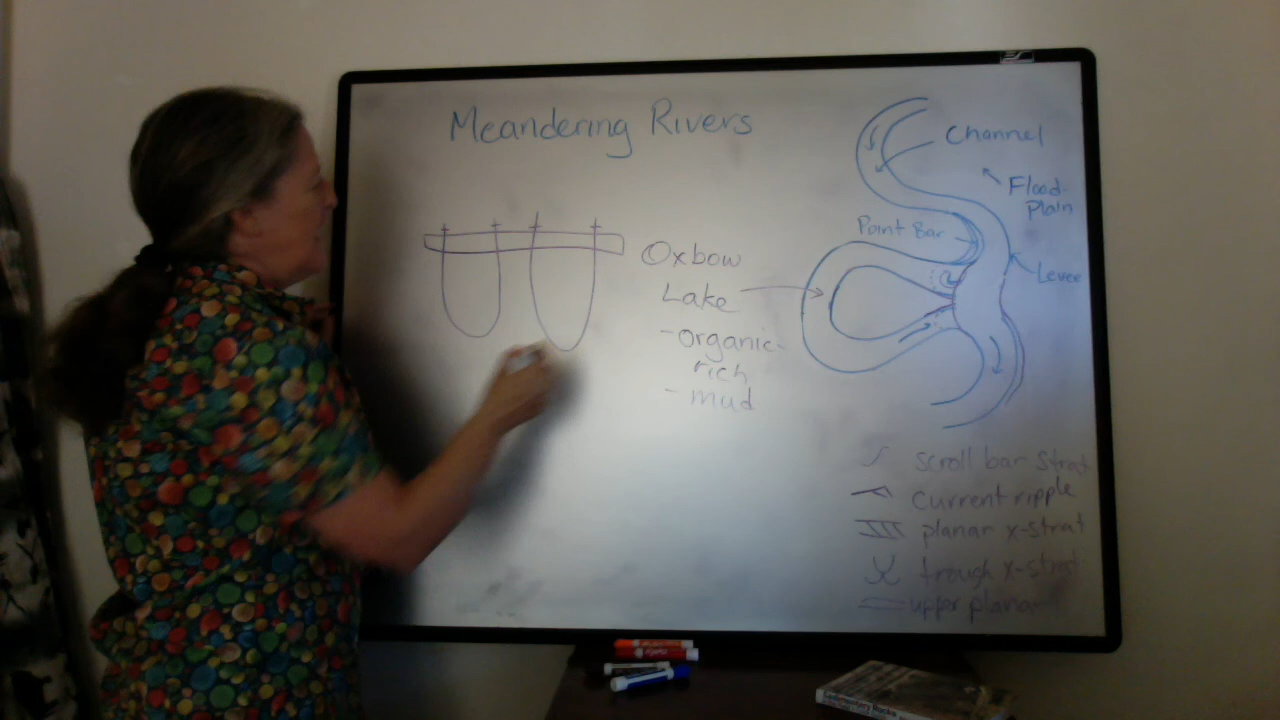 Meandering Rivers
Channel
Flood-
Plain
Point Bar
Levee
Oxbow
Lake
- organic-
rich
- mud
scroll bar Strat
Current ripple
planar x-strat
trough x-strat
upper planar